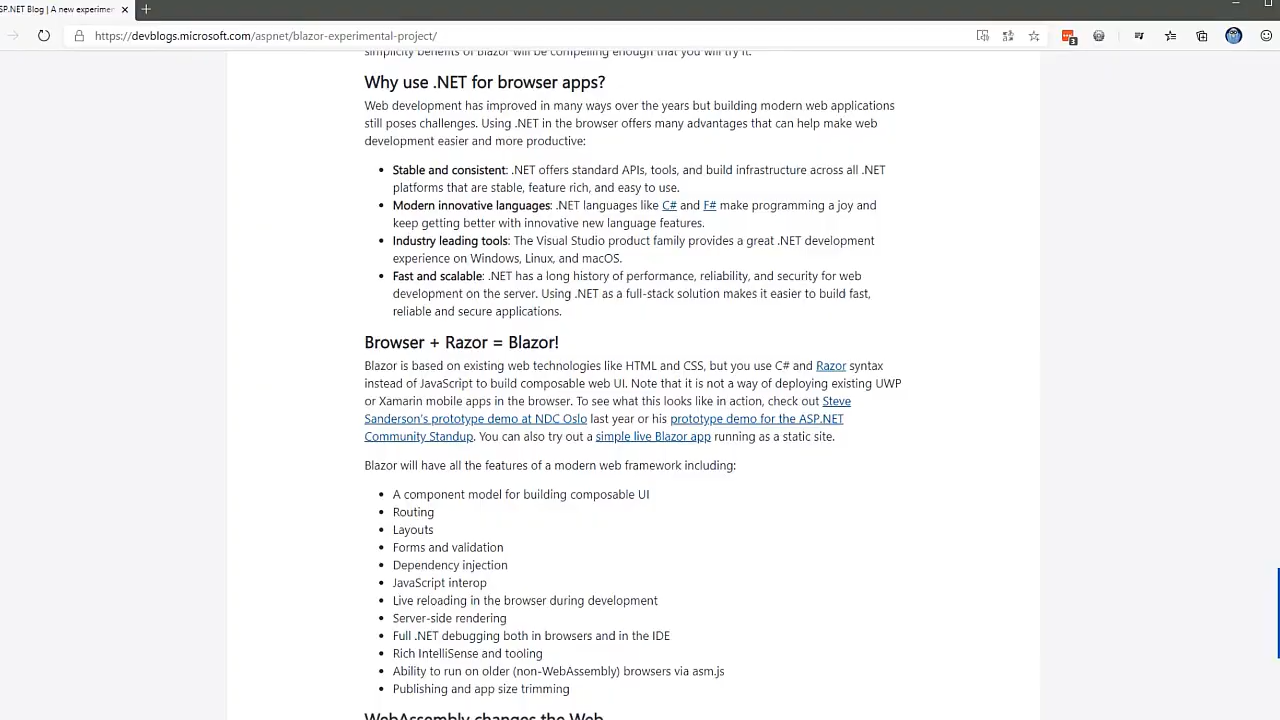 SP.NET Blog | A new experimen
https://devblogs.microsoft.com/aspnet/blazor-experimental-project/
3
simplicity benefits of Blazor will be compelling enough that you will try it.
Why use .NET for browser apps?
Web development has improved in many ways over the years but building modern web applications
still poses challenges. Using .NET in the browser offers many advantages that can help make web
development easier and more productive:
• Stable and consistent: .NET offers standard APIs, tools, and build infrastructure across all .NET
platforms that are stable, feature rich, and easy to use.
• Modern innovative languages: .NET languages like C# and F# make programming a joy and
keep getting better with innovative new language features.
• Industry leading tools: The Visual Studio product family provides a great .NET development
experience on Windows, Linux, and macOS.
• Fast and scalable: .NET has a long history of performance, reliability, and security for web
development on the server. Using .NET as a full-stack solution makes it easier to build fast,
reliable and secure applications.
Browser + Razor = Blazor!
Blazor is based on existing web technologies like HTML and CSS, but you use C# and Razor syntax
instead of JavaScript to build composable web UI. Note that it is not a way of deploying existing UWP
or Xamarin mobile apps in the browser. To see what this looks like in action, check out Steve
Sanderson's prototype demo at NDC Oslo last year or his prototype demo for the ASP.NET
Community Standup. You can also try out a simple live Blazor app running as a static site.
Blazor will have all the features of a modern web framework including:
• A component model for building composable UI
• Routing
• Layouts
• Forms and validation
• Dependency injection
• JavaScript interop
• Live reloading in the browser during development
• Server-side rendering
• Full .NET debugging both in browsers and in the IDE
• Rich IntelliSense and tooling
• Ability to run on older (non-WebAssembly) browsers via asm.js
• Publishing and app size trimming
WebAssembly changes the Web